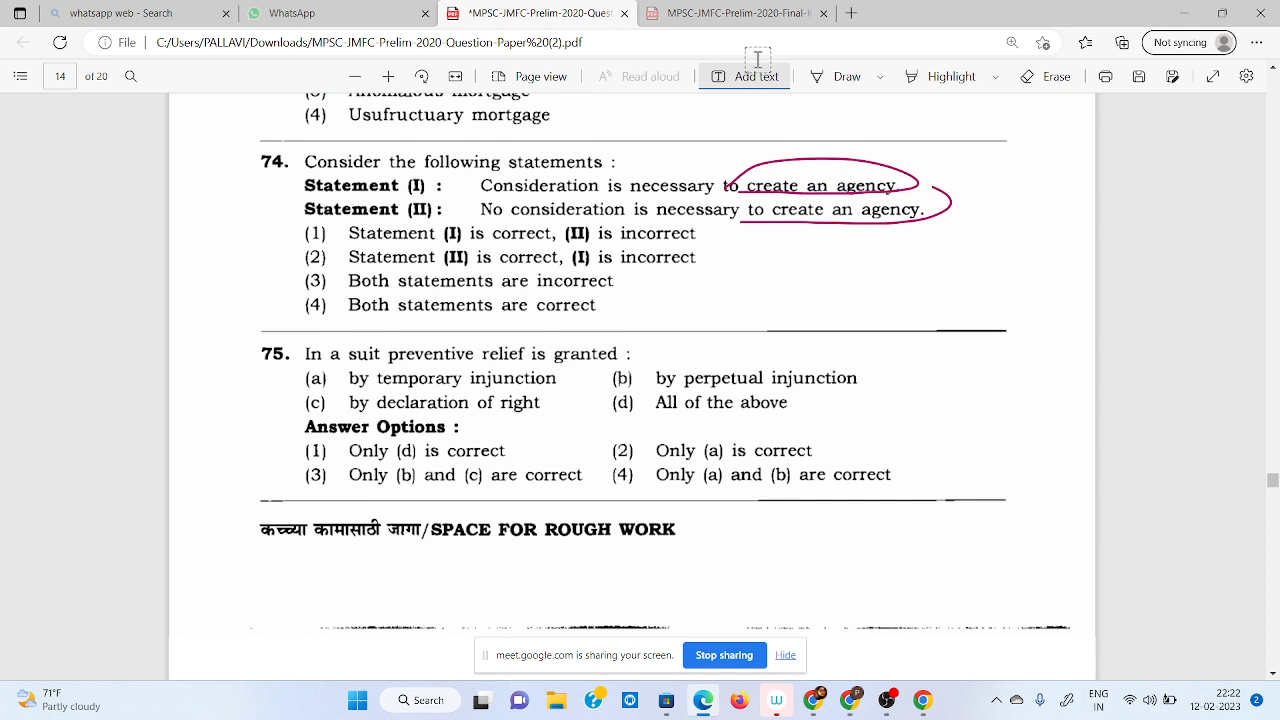 whatsapp web - Search
WhatsApp
*MPSC-JMFC-Prelim-2020-Question
MPSC-JMFC-Prelim-2020-Final-Key
File
C:/Users/PALLAVI/Downloads/MPSC-JMFC-Prelim-2020-Question-Paper%20(2).pdf
Not syncing
14 of 20
Page view
Read aloud
Add text
Draw
Highlight
Erase
(3) Anomalous mortgage
(4) Usufructuary mortgage
74. Consider the following statements :
Statement (I) : Consideration is necessary to create an agency.
Statement (II) : No consideration is necessary to create an agency.
(1) Statement (I) is correct, (II) is incorrect
(2) Statement (II) is correct, (I) is incorrect
(3) Both statements are incorrect
(4) Both statements are correct
75. In a suit preventive relief is granted :
(a) by temporary injunction (b) by perpetual injunction
(c) by declaration of right (d) All of the above
Answer Options :
(1) Only (d) is correct (2) Only (a) is correct
(3) Only (b) and (c) are correct (4) Only (a) and (b) are correct
कच्च्या कामासाठी जागा/SPACE FOR ROUGH WORK
meet.google.com is sharing your screen.
Stop sharing
Hide
71°F
Partly cloudy
Search
IN
12-02-2023
2